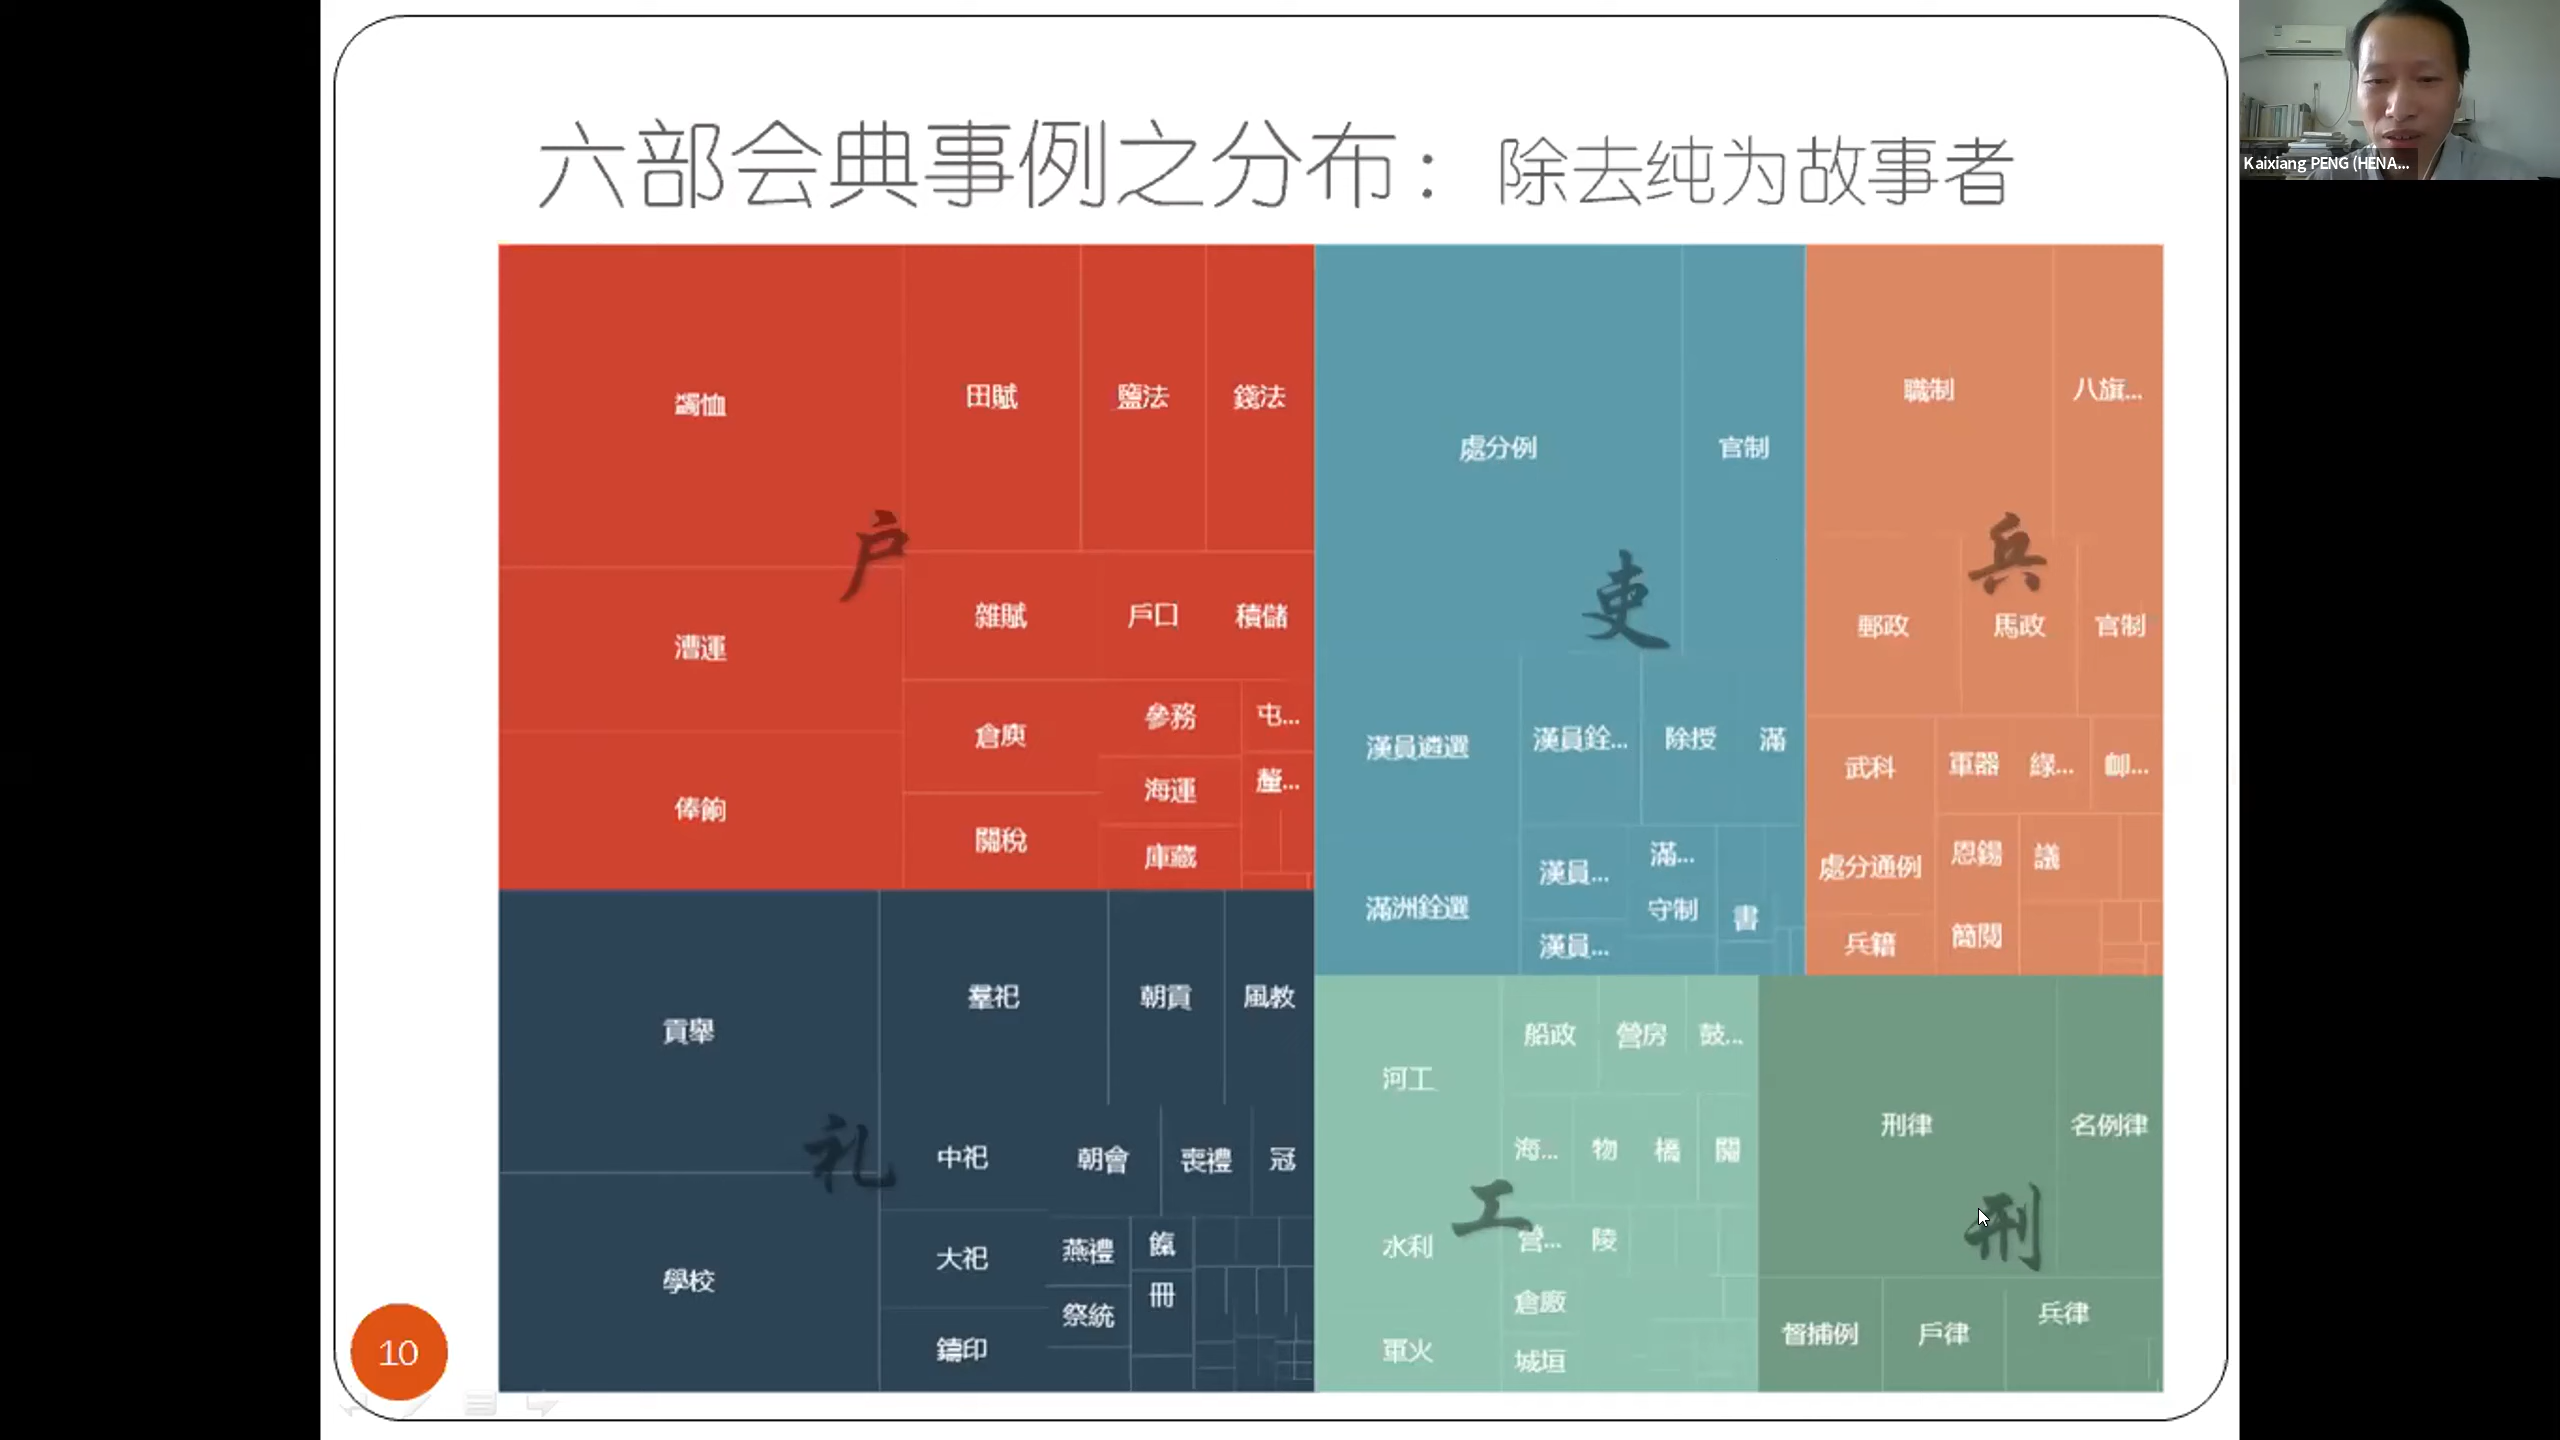 六部会典事例之分布：除去纯为故事者
Kaixiang PENG (HENA...
户
蠲恤
田賦
鹽法
錢法
漕運
雜賦
戶口
積儲
俸餉
倉庾
參務
屯...
海運
釐...
關稅
庫藏
吏
處分例
官制
漢員遴選
漢員銓...
除授
滿
滿洲銓選
漢員...
滿...
守制
書
漢員...
兵
職制
八旗...
郵政
馬政
官制
武科
軍器
綠...
卹...
處分通例
恩錫
議
兵籍
簡閱
礼
貢舉
羣祀
朝貢
風教
中祀
朝會
喪禮
冠
學校
大祀
燕禮
冊
祭統
鑄印
工
河工
船政
營房
鼓...
海...
物
橋
關
水利
營...
陵
倉廠
軍火
城垣
刑
刑律
名例律
督捕例
戶律
兵律
10